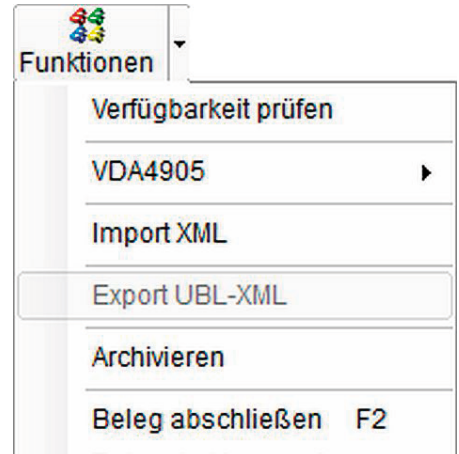 Funktionen
Verfügbarkeit prüfen
VDA4905
Import XML
Export UBL-XML
Archivieren
Beleg abschließen F2